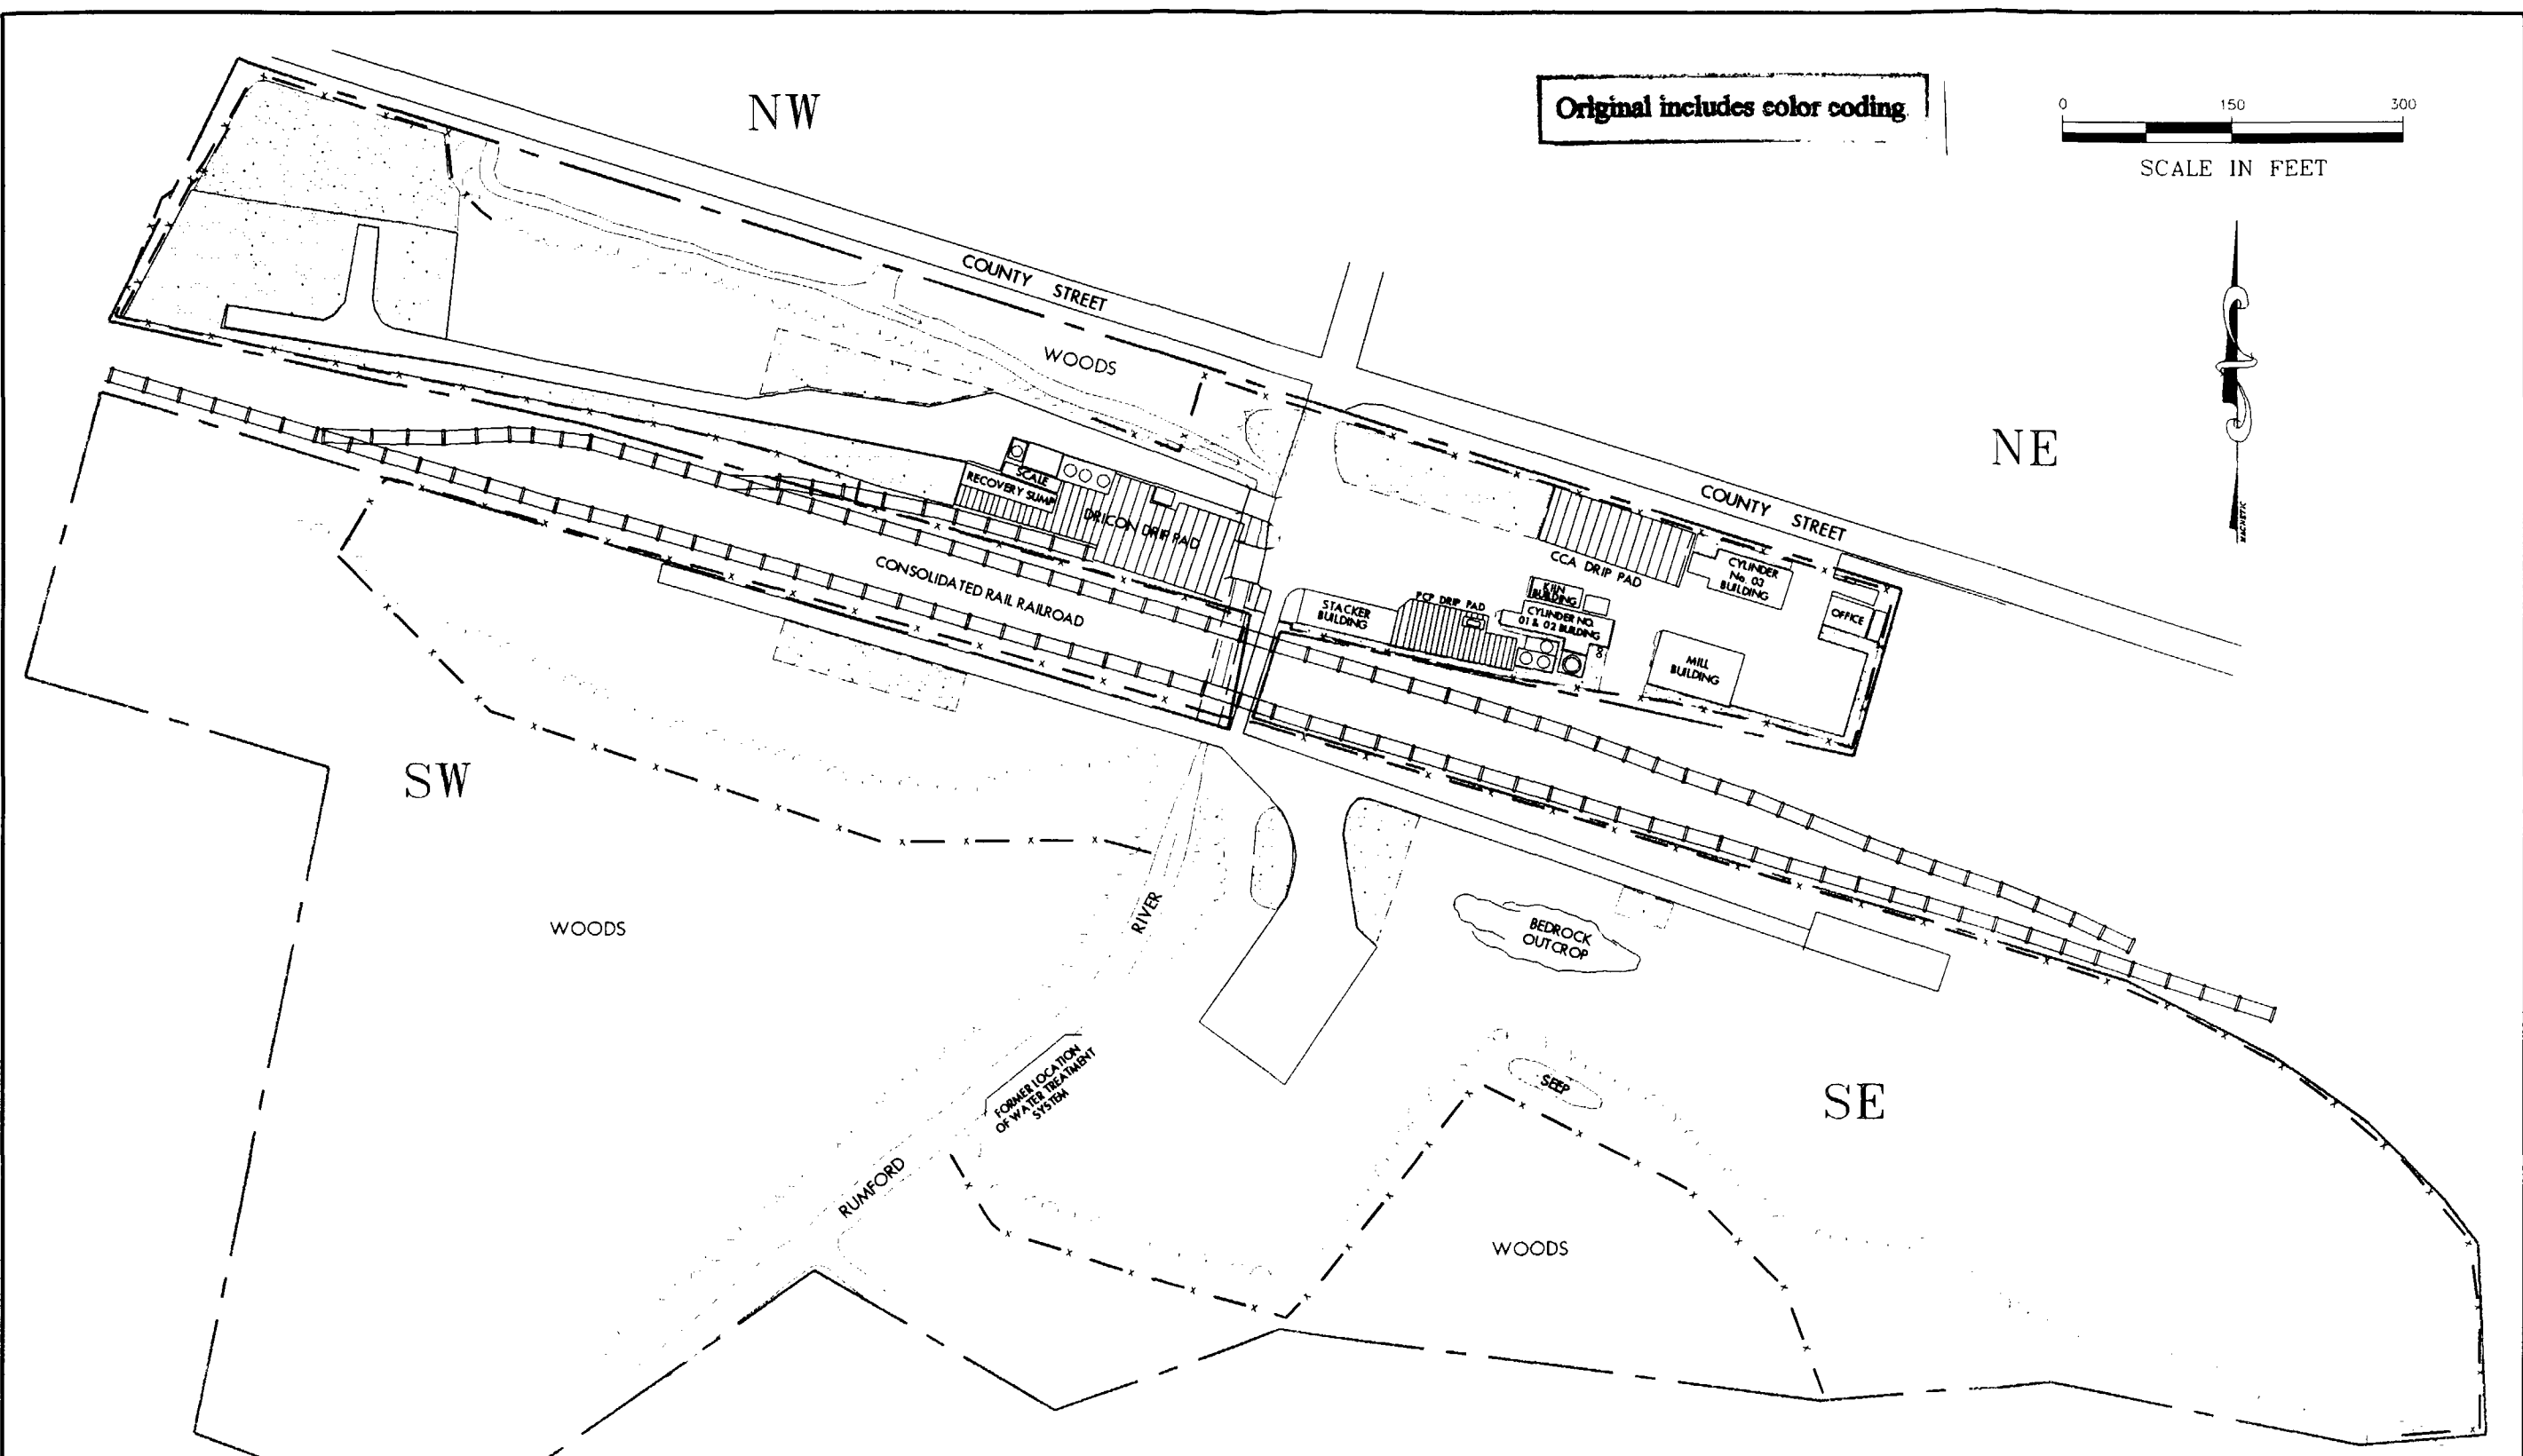 NW
Original includes color coding.
0 150 300
SCALE IN FEET
MAGNETIC
COUNTY STREET
WOODS
NE
COUNTY STREET
SCALE
RECOVERY SUMP
DRICON DRIP PAD
CCA DRIP PAD
CYLINDER
No. 03
BUILDING
KILN
BUILDING
OFFICE
PCP DRIP PAD
STACKER
BUILDING
CYLINDER NO.
01 & 02 BUILDING
CONSOLIDATED RAIL RAILROAD
MILL
BUILDING
SW
WOODS
RIVER
BEDROCK
OUTCROP
FORMER LOCATION
OF WATER TREATMENT
SYSTEM
SEEP
SE
RUMFORD
WOODS